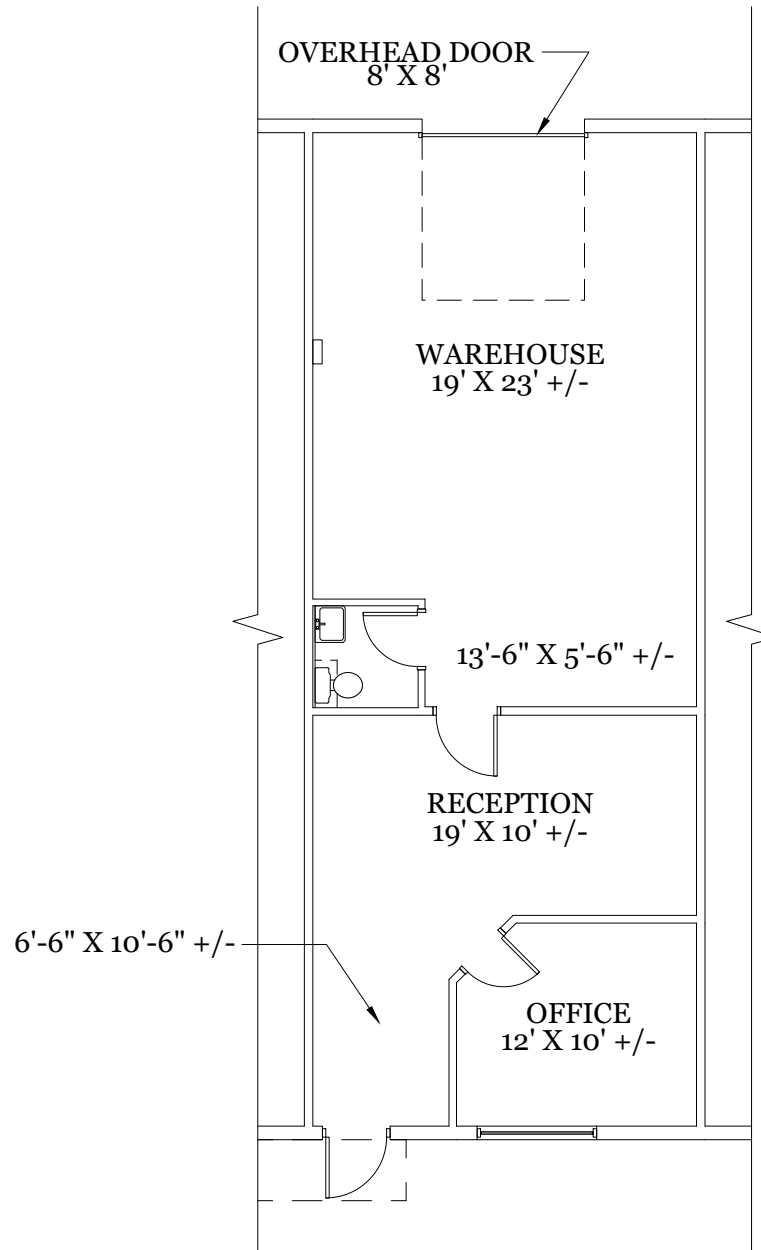 OVERHEAD DOOR
8' X 8'
WAREHOUSE
19' X 23' +/-
13'-6" X 5'-6" +/-
RECEPTION
19' X 10' +/-
6'-6" X 10'-6" +/-
OFFICE
12' X 10' +/-